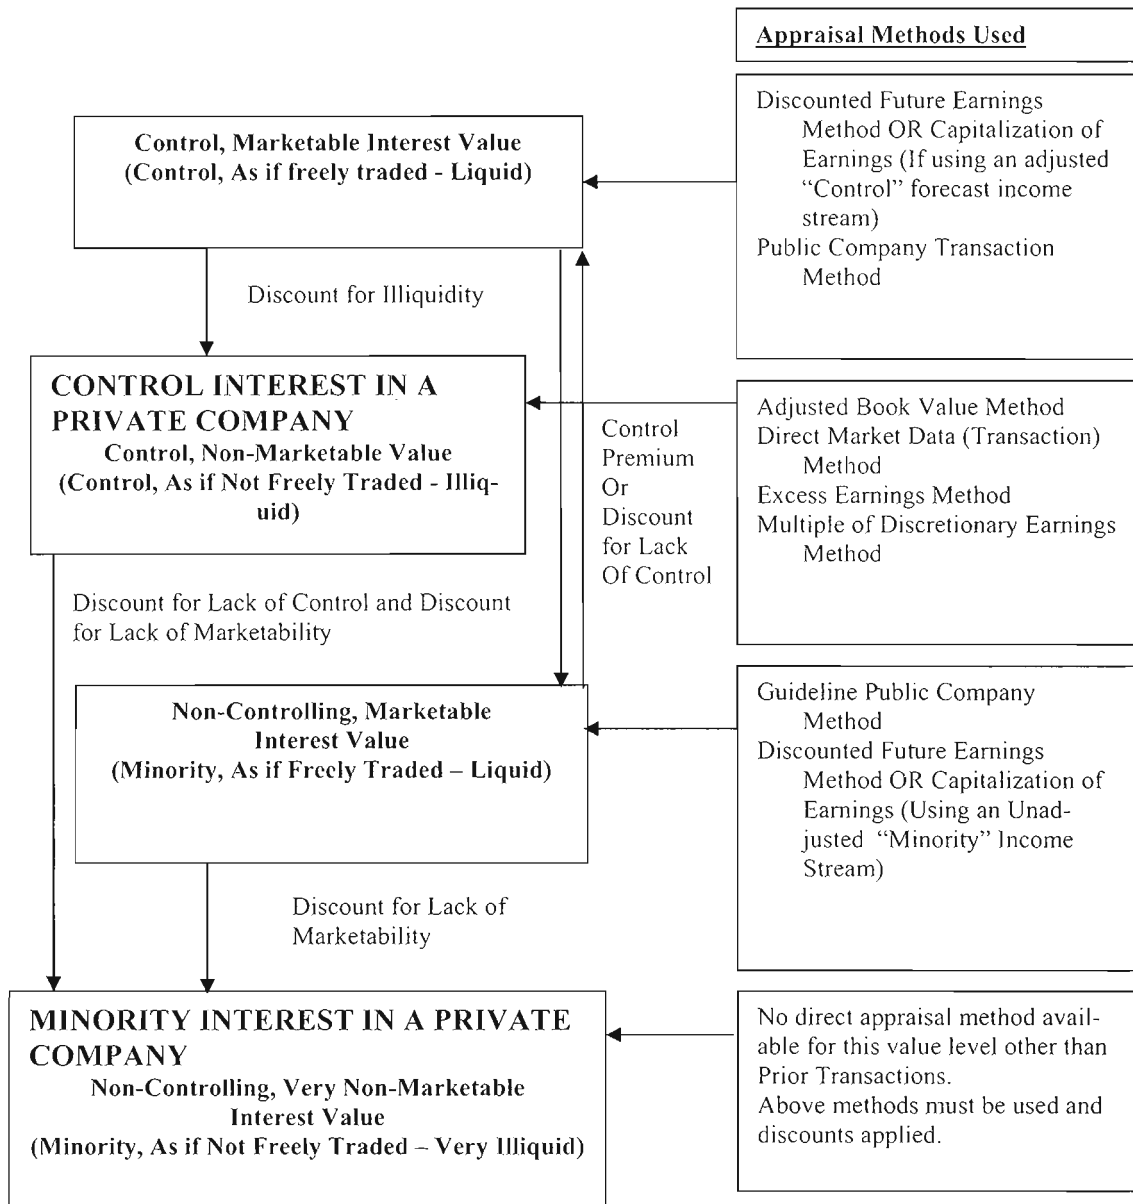 Appraisal Methods Used
Discounted Future Earnings
Method OR Capitalization of
Earnings (If using an adjusted
“Control” forecast income
stream)
Public Company Transaction
Method
Control, Marketable Interest Value
(Control, As if freely traded - Liquid)
Discount for Illiquidity
CONTROL INTEREST IN A
PRIVATE COMPANY
Control, Non-Marketable Value
(Control, As if Not Freely Traded - Illiq-
uid)
Control
Premium
Or
Discount
for Lack
Of Control
Adjusted Book Value Method
Direct Market Data (Transaction)
Method
Excess Earnings Method
Multiple of Discretionary Earnings
Method
Discount for Lack of Control and Discount
for Lack of Marketability
Non-Controlling, Marketable
Interest Value
(Minority, As if Freely Traded – Liquid)
Guideline Public Company
Method
Discounted Future Earnings
Method OR Capitalization of
Earnings (Using an Unad-
justed “Minority” Income
Stream)
Discount for Lack of
Marketability
MINORITY INTEREST IN A PRIVATE
COMPANY
Non-Controlling, Very Non-Marketable
Interest Value
(Minority, As if Not Freely Traded – Very Illiquid)
No direct appraisal method avail-
able for this value level other than
Prior Transactions.
Above methods must be used and
discounts applied.